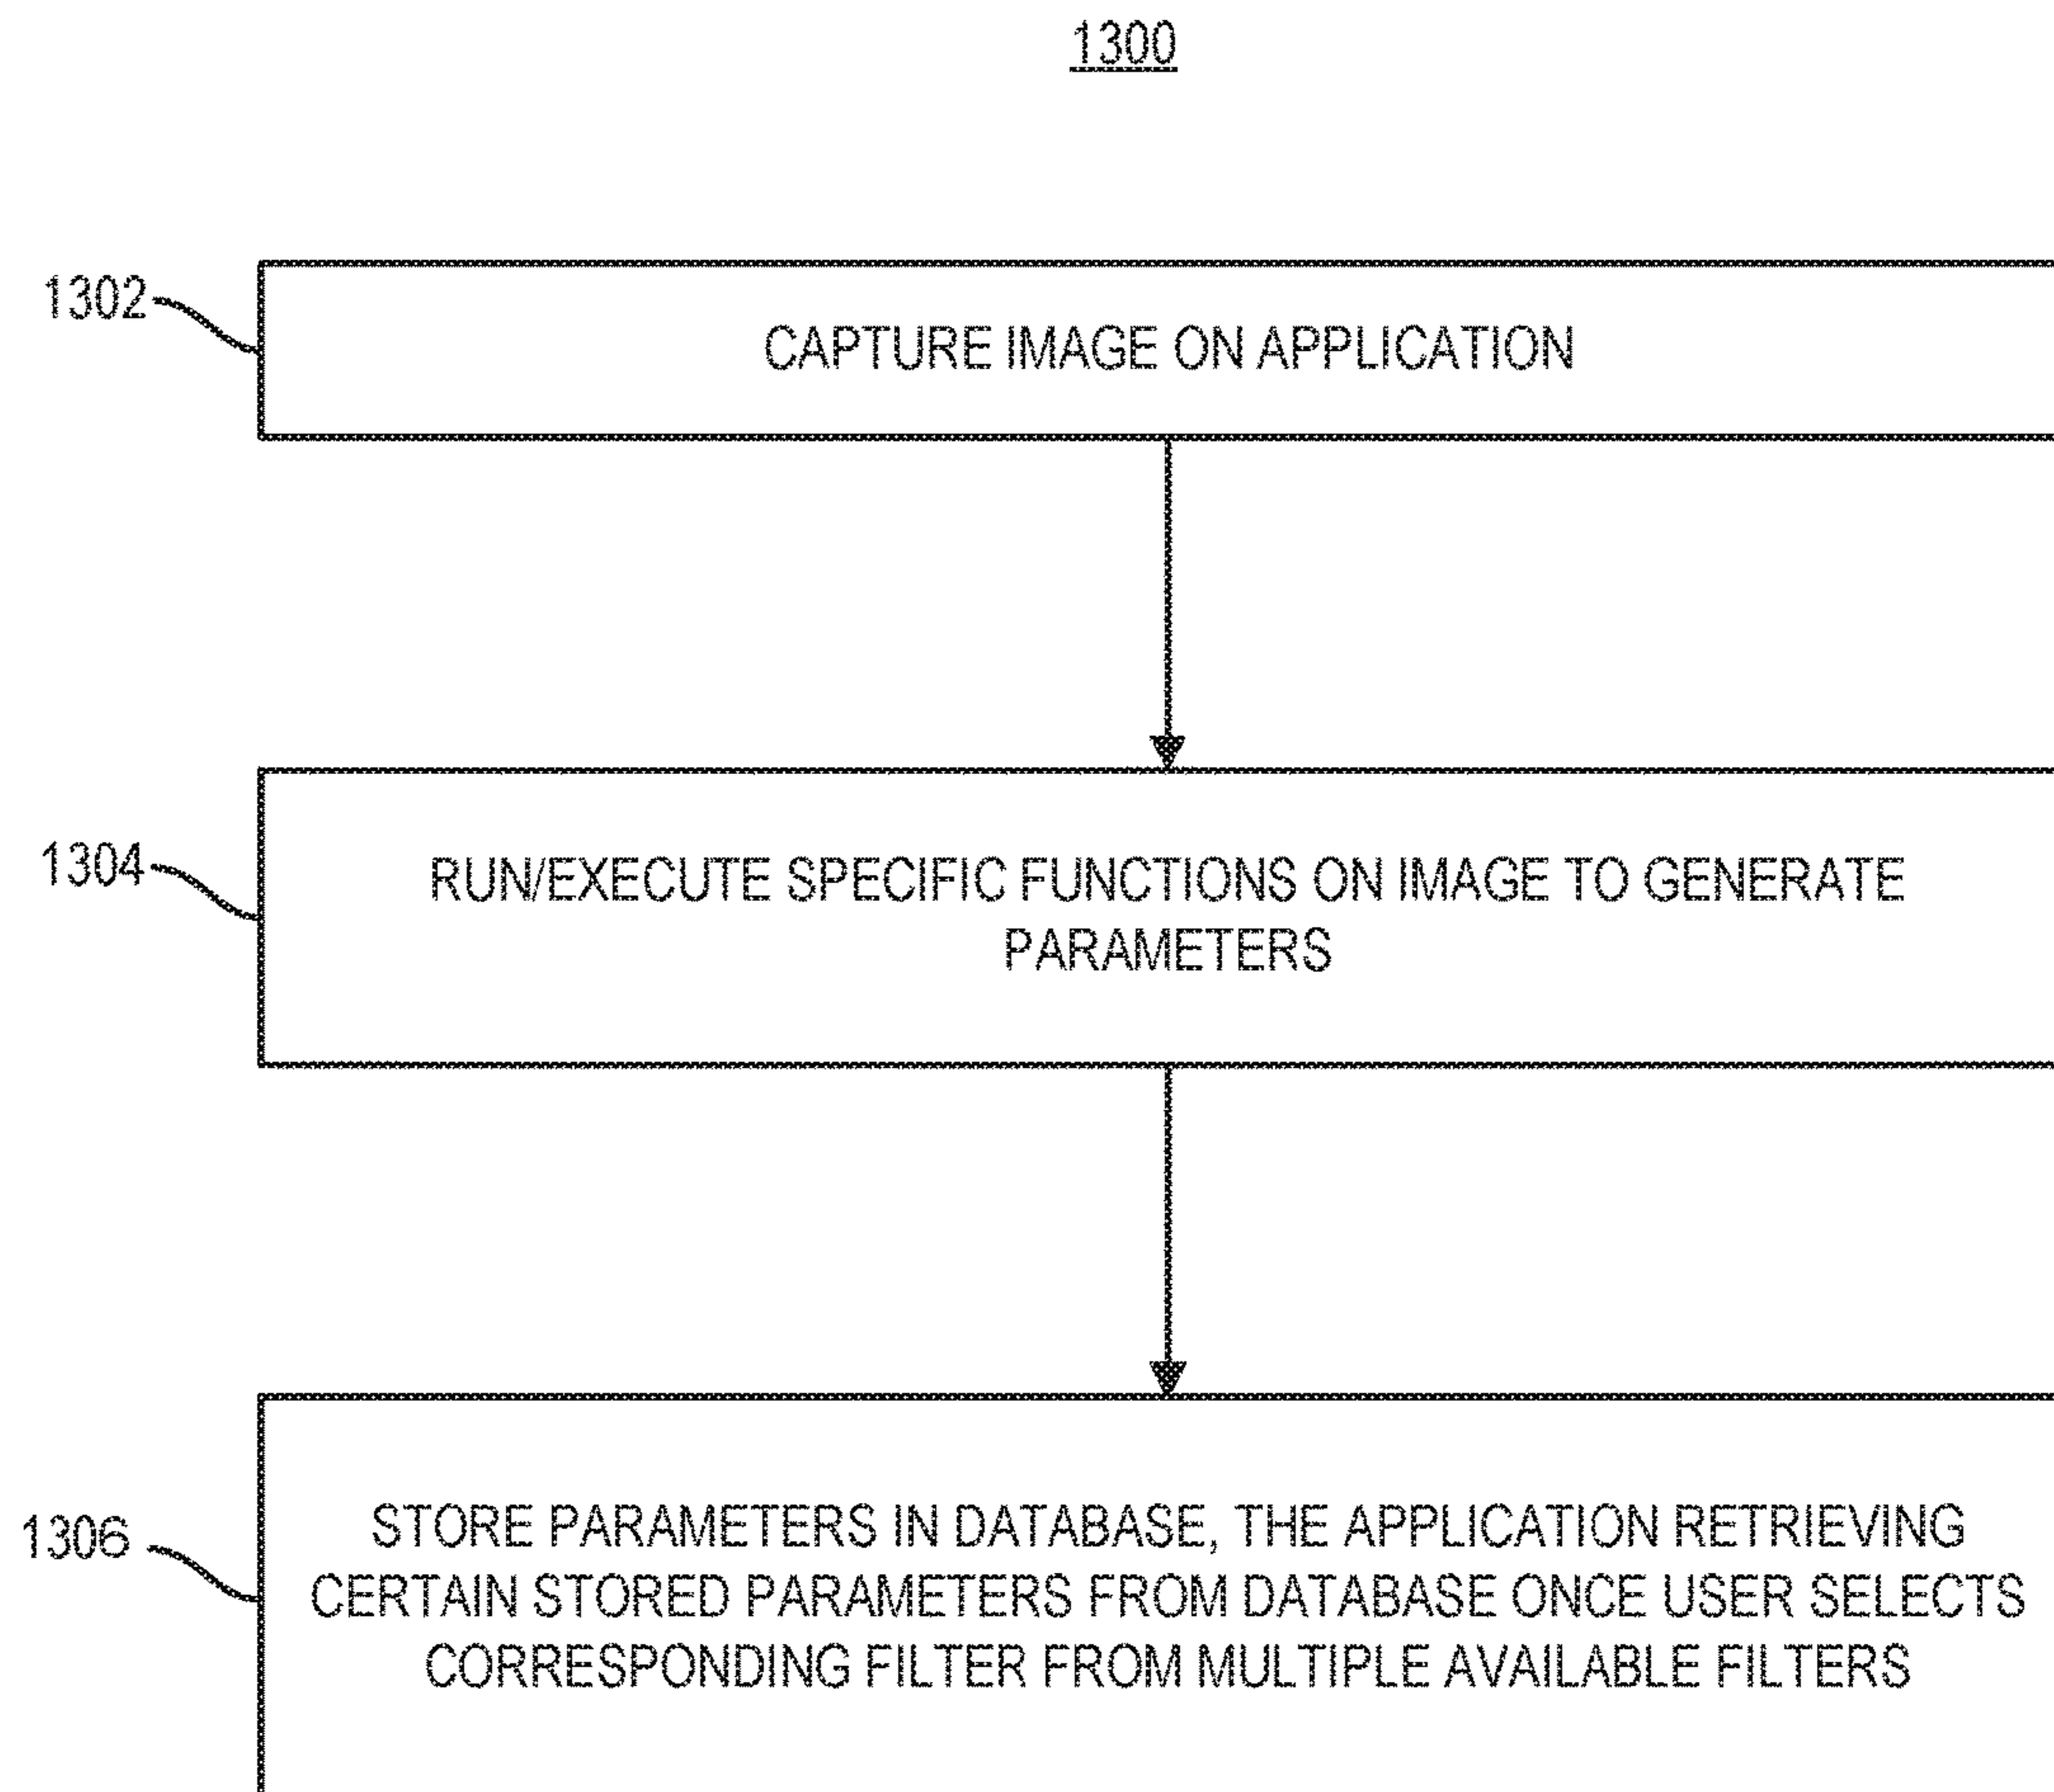 1300
1302
CAPTURE IMAGE ON APPLICATION
1304
RUN/EXECUTE SPECIFIC FUNCTIONS ON IMAGE TO GENERATE
PARAMETERS
1306
STORE PARAMETERS IN DATABASE, THE APPLICATION RETRIEVING
CERTAIN STORED PARAMETERS FROM DATABASE ONCE USER SELECTS
CORRESPONDING FILTER FROM MULTIPLE AVAILABLE FILTERS